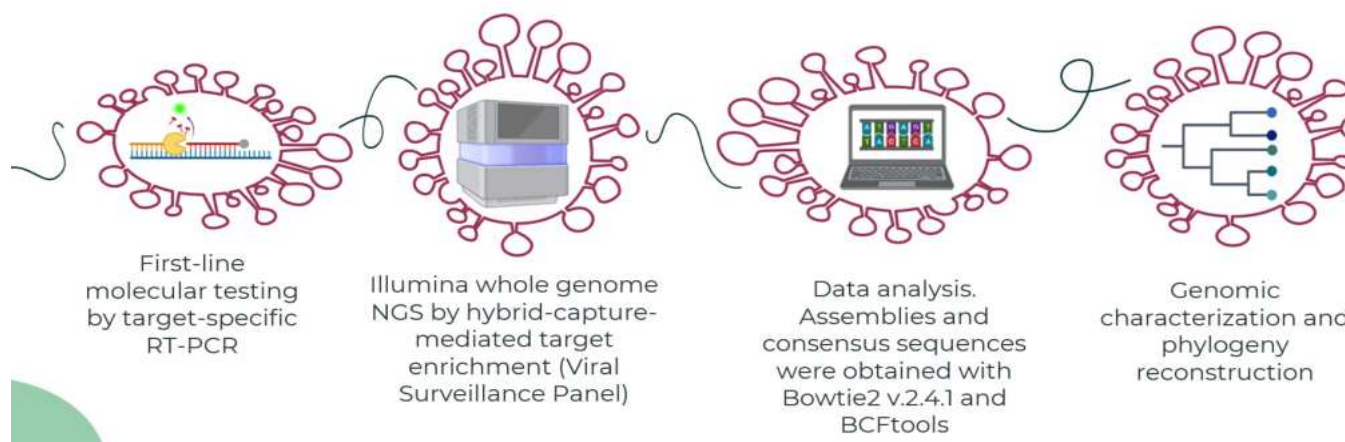 First-line
molecular testing
by target-specific
RT-PCR
Illumina whole genome
NGS by hybrid-capture-
mediated target
enrichment (Viral
Surveillance Panel)
A T G A G T
T A C T C A
Data analysis.
Assemblies and
consensus sequences
were obtained with
Bowtie2 v.2.4.1 and
BCFtools
Genomic
characterization and
phylogeny
reconstruction